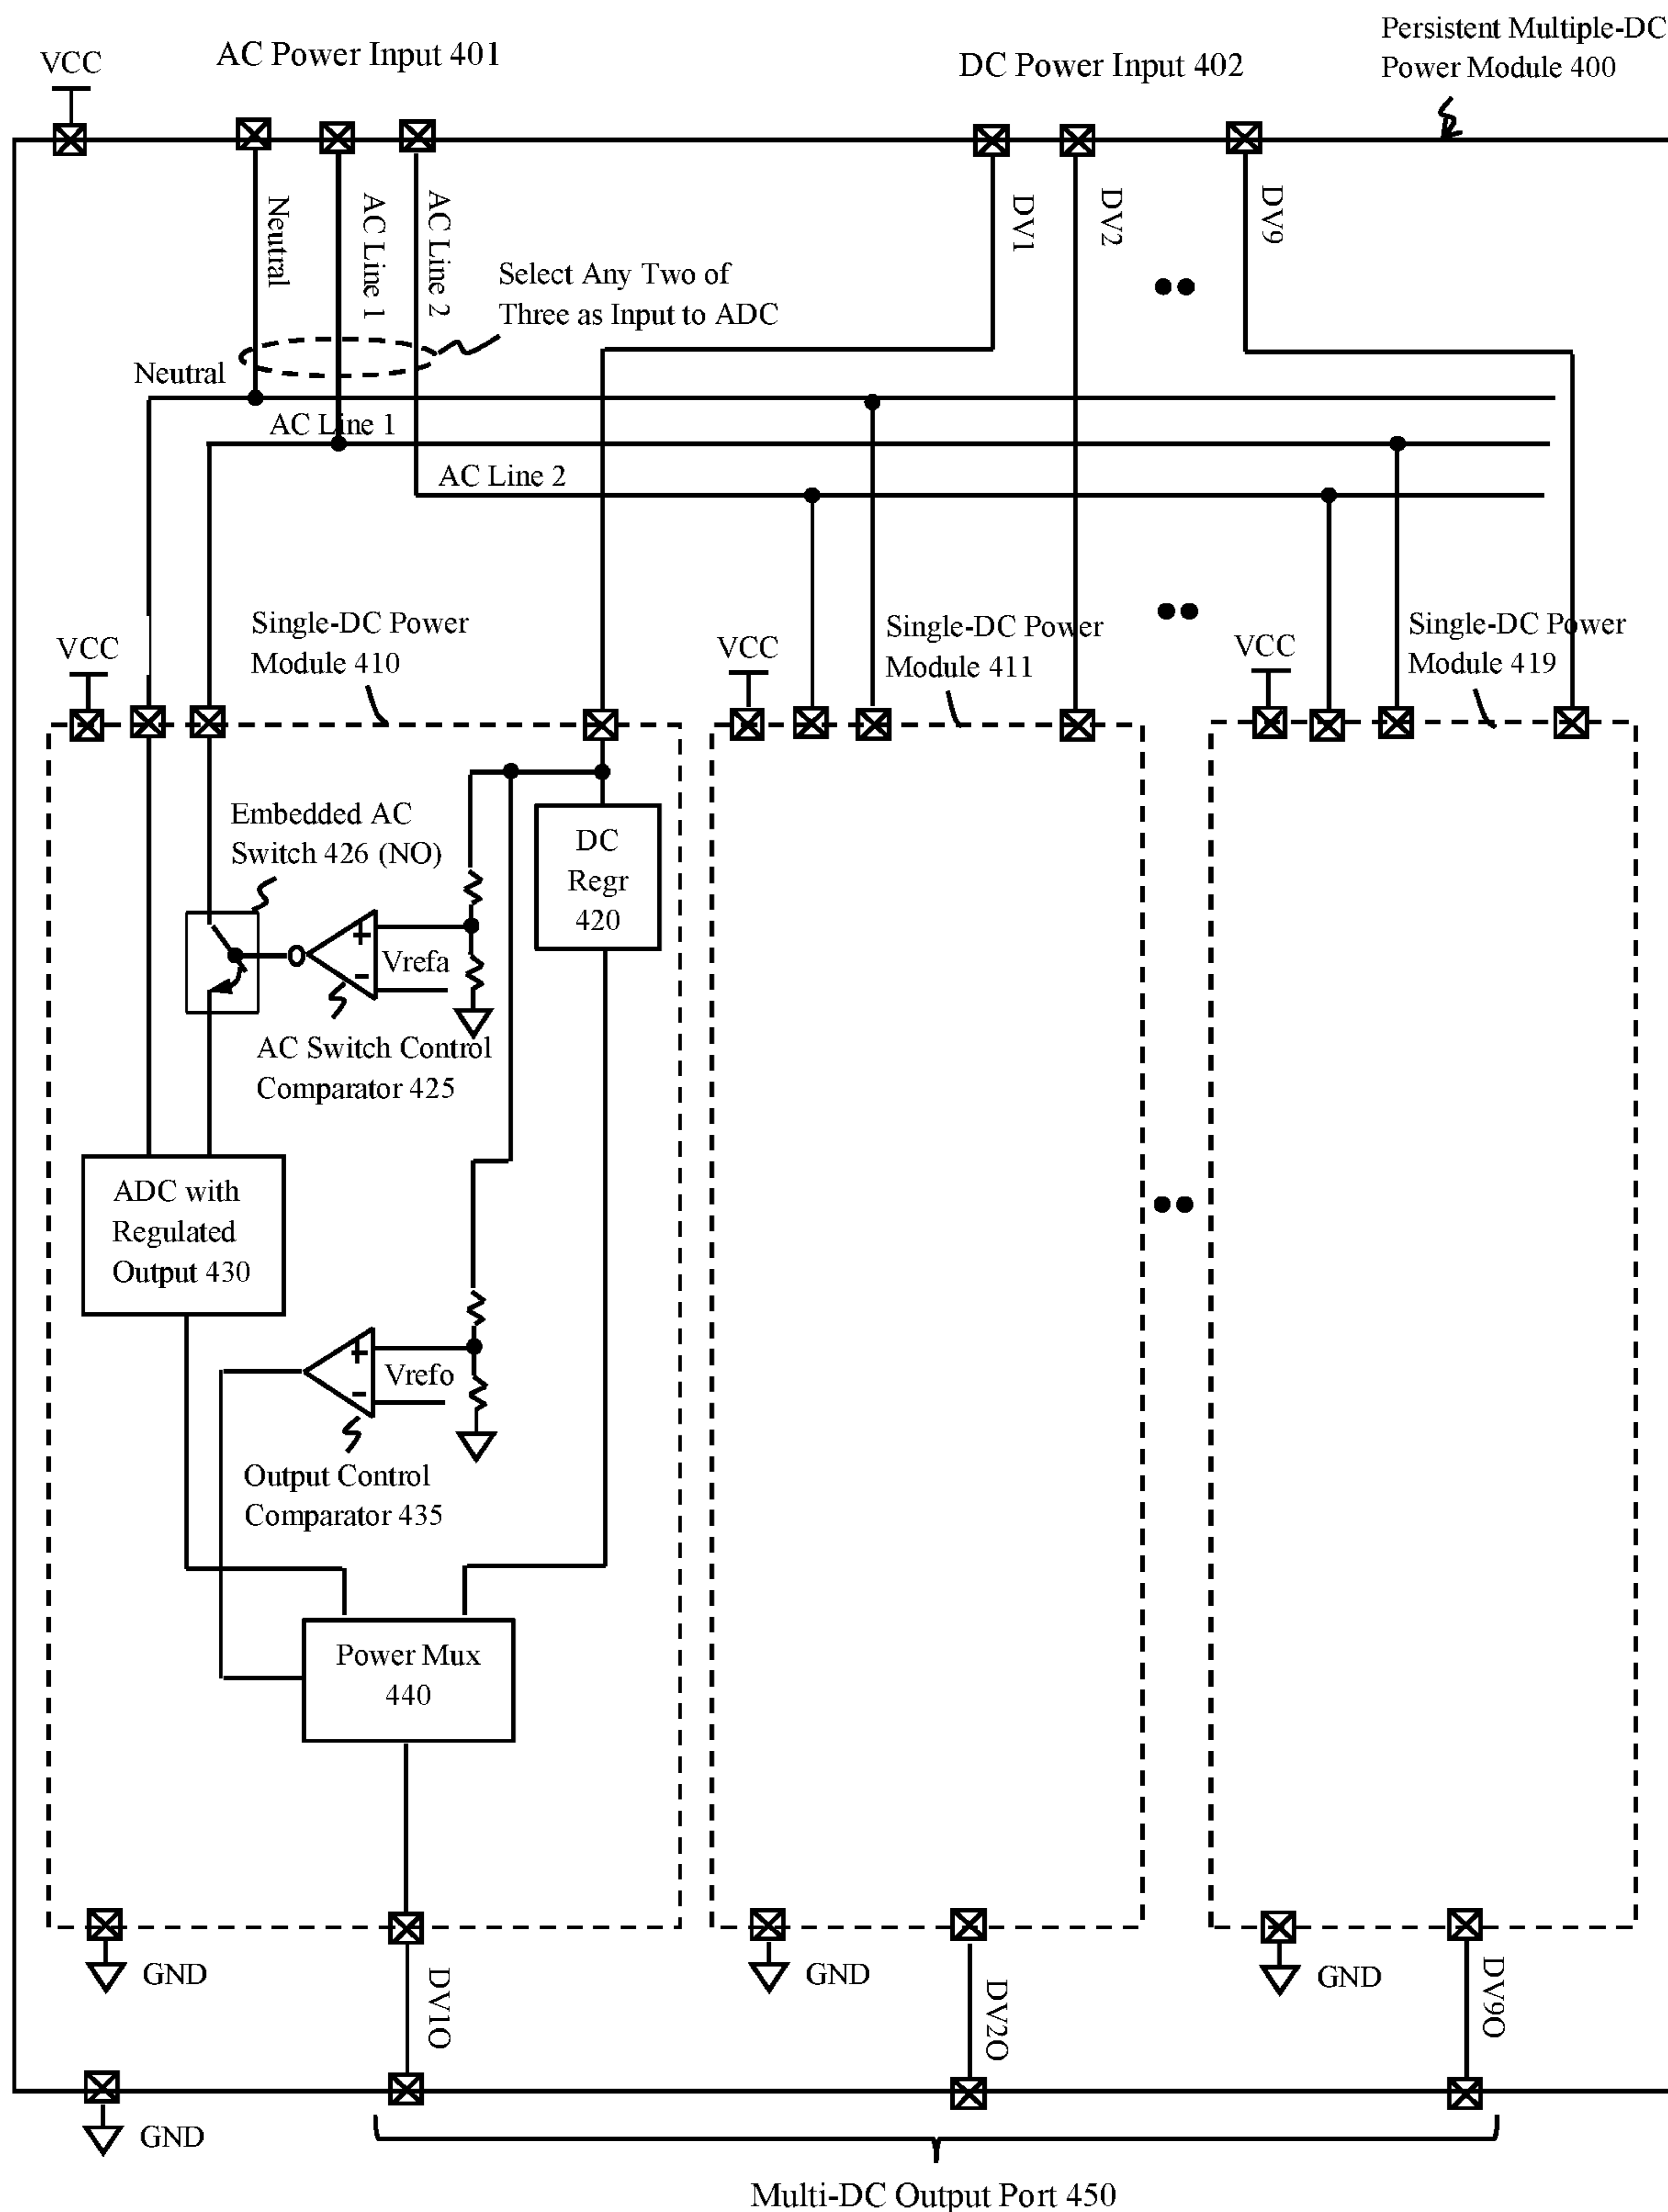 Persistent Multiple-DC
Power Module 400
VCC
AC Power Input 401
DC Power Input 402
Neutral
AC Line 1
AC Line 2
DV1
DV2
DV9
Select Any Two of
Three as Input to ADC
Neutral
AC Line 1
AC Line 2
VCC
Single-DC Power
Module 410
VCC
Single-DC Power
Module 411
VCC
Single-DC Power
Module 419
Embedded AC
Switch 426 (NO)
DC
Regr
420
+
Vrefa
-
AC Switch Control
Comparator 425
ADC with
Regulated
Output 430
+
Vrefo
-
Output Control
Comparator 435
Power Mux
440
GND
DV1O
GND
DV2O
GND
DV9O
GND
Multi-DC Output Port 450